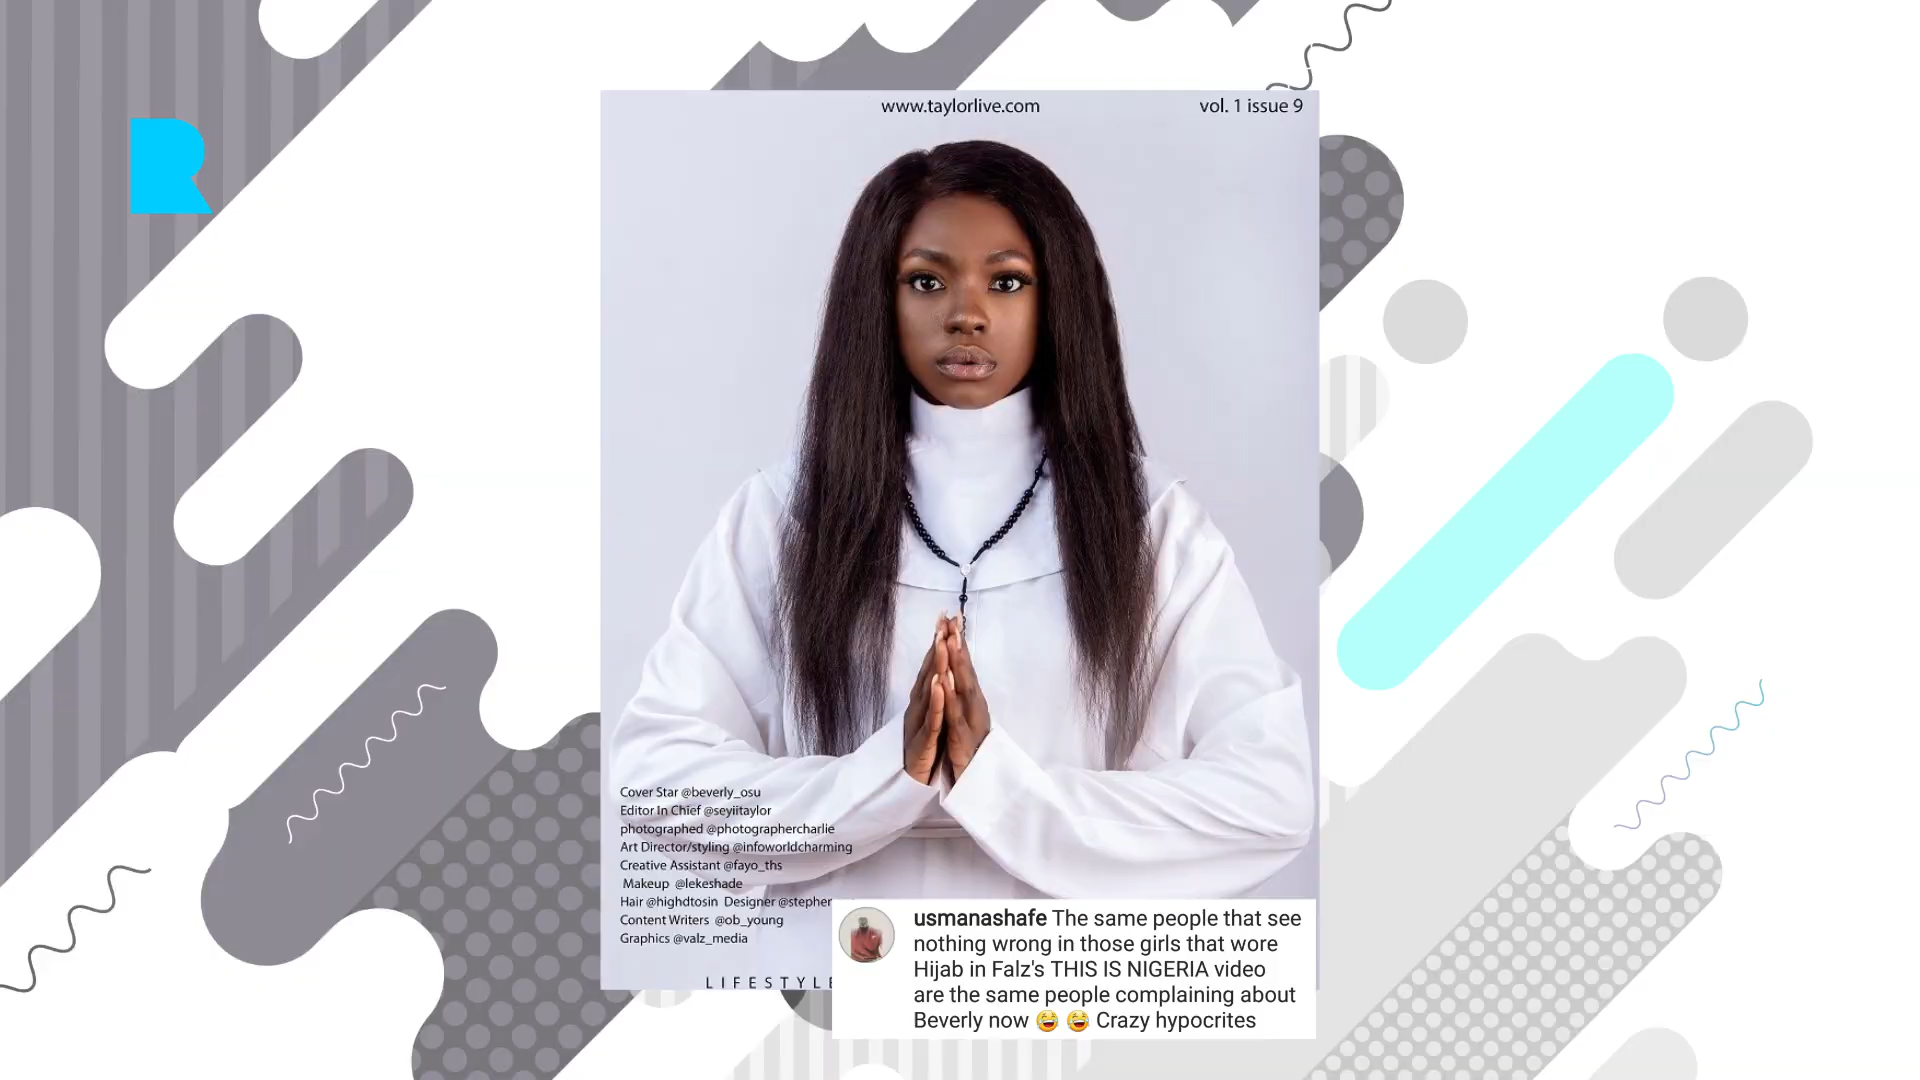 www.taylorlive.com
vol. 1 issue 9
R
Cover Star @beverly_osu
Editor In Chief @seyiitaylor
photographed @photographercharlie
Art Director/styling @infoworldcharming
Creative Assistant @fayo_ths
Makeup @lekeshade
Hair @highdtosin Designer @stepher
Content Writers @ob_young
Graphics @valz_media
LIFESTYLE
usmanashafe The same people that see
nothing wrong in those girls that wore
Hijab in Falz's THIS IS NIGERIA video
are the same people complaining about
Beverly now 😂 😂 Crazy hypocrites